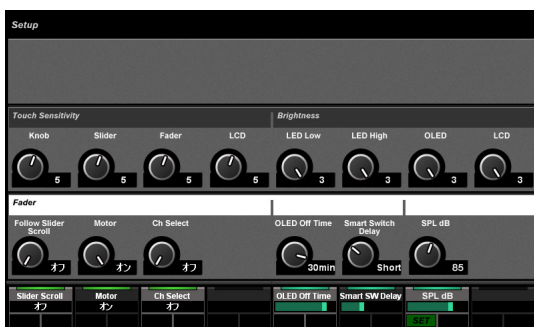 Setup
Touch Sensitivity Brightness
Knob Slider Fader LCD LED Low LED High OLED LCD
5 5 5 5 3 3 3 3
Fader
Follow Slider Scroll Motor Ch Select OLED Off Time Smart Switch Delay SPL dB
オフ オン オフ 30min Short 85
Slider Scroll Motor Ch Select OLED Off Time Smart SW Delay SPL dB
オフ オン オフ
SET